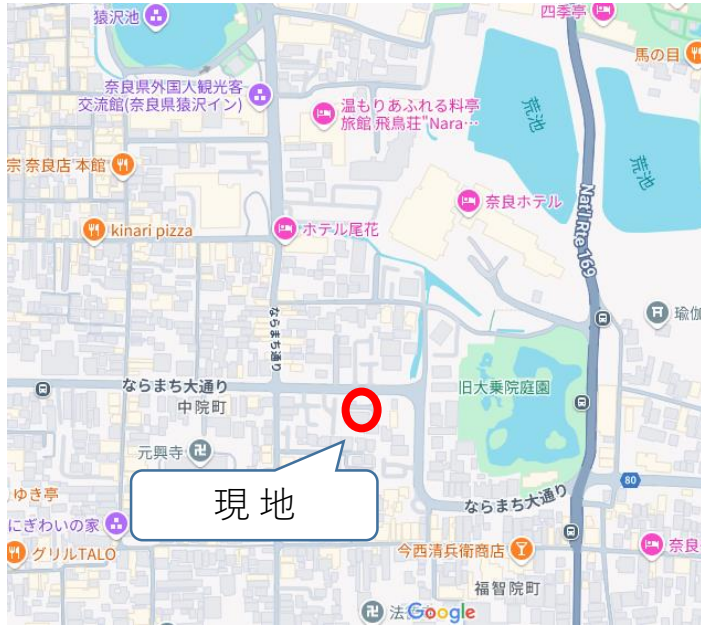 猿沢池
四季亭
馬の目
奈良県外国人観光客
交流館(奈良県猿沢イン)
温もりあふれる料亭
旅館 飛鳥荘"Nara…
荒池
荒池
宗 奈良店 本館
奈良ホテル
kinari pizza
ホテル尾花
Nat'l Rte 169
ならまち通り
瑜伽
ならまち大通り
中院町
旧大乗院庭園
元興寺
現 地
80
ゆき亭
ならまち大通り
にぎわいの家
グリルTALO
今西清兵衛商店
奈良
福智院町
Google